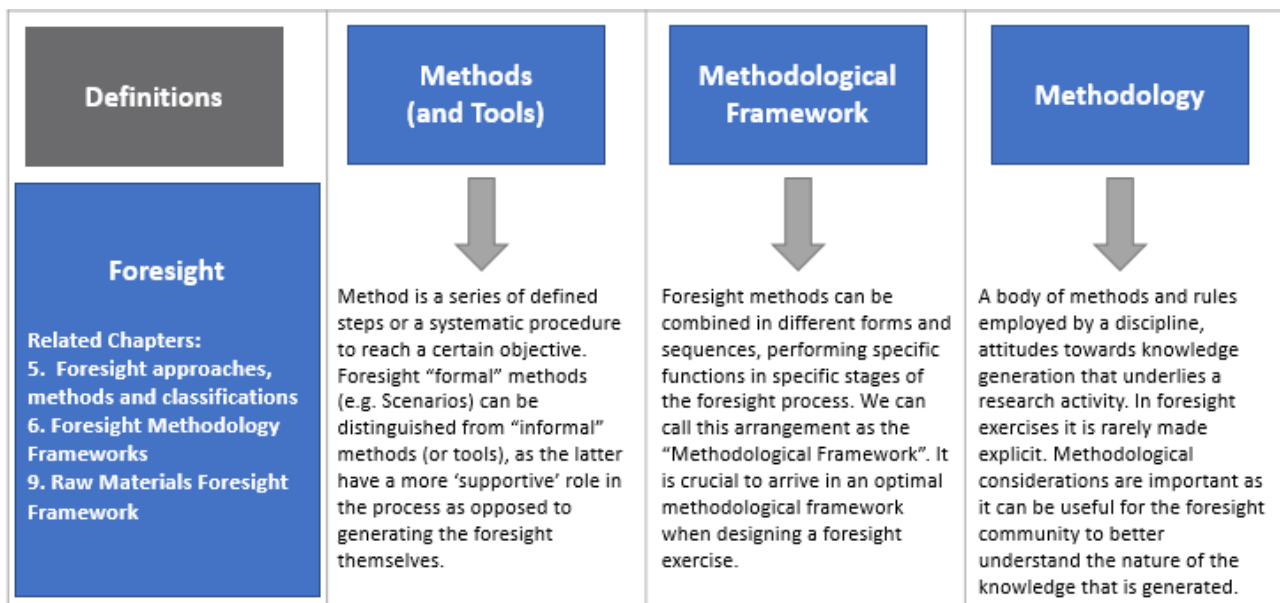 Definitions
Methods
(and Tools)
Methodological
Framework
Methodology
Foresight
Related Chapters:
5. Foresight approaches,
methods and classifications
6. Foresight Methodology
Frameworks
9. Raw Materials Foresight
Framework
Method is a series of defined
steps or a systematic procedure
to reach a certain objective.
Foresight “formal” methods
(e.g. Scenarios) can be
distinguished from “informal”
methods (or tools), as the latter
have a more ‘supportive’ role in
the process as opposed to
generating the foresight
themselves.
Foresight methods can be
combined in different forms and
sequences, performing specific
functions in specific stages of
the foresight process. We can
call this arrangement as the
“Methodological Framework”. It
is crucial to arrive in an optimal
methodological framework
when designing a foresight
exercise.
A body of methods and rules
employed by a discipline,
attitudes towards knowledge
generation that underlies a
research activity. In foresight
exercises it is rarely made
explicit. Methodological
considerations are important as
it can be useful for the foresight
community to better
understand the nature of the
knowledge that is generated.